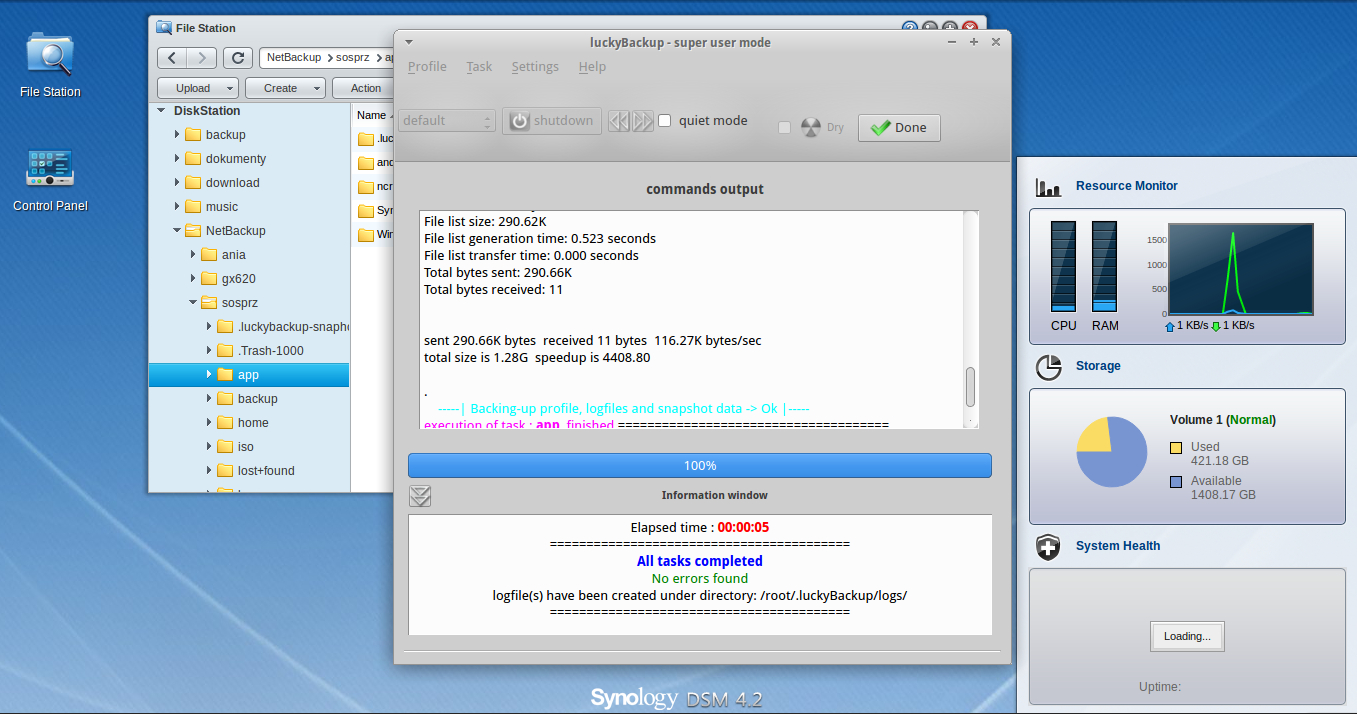 File Station
Control Panel
File Station
NetBackup
sosprz
Upload
Create
Action
DiskStation
backup
dokumenty
download
music
NetBackup
ania
gx620
sosprz
.luckybackup-snapho
.Trash-1000
app
backup
home
iso
lost+found
Name
.luc
and
ncr
Syn
Win
luckyBackup - super user mode
Profile Task Settings Help
default
shutdown
quiet mode
Dry
Done
commands output
File list size: 290.62K
File list generation time: 0.523 seconds
File list transfer time: 0.000 seconds
Total bytes sent: 290.66K
Total bytes received: 11
sent 290.66K bytes  received 11 bytes  116.27K bytes/sec
total size is 1.28G  speedup is 4408.80
.
-----| Backing-up profile, logfiles and snapshot data -> Ok |-----
execution of task : app  finished =====================================
100%
Information window
Elapsed time : 00:00:05
=========================================
All tasks completed
No errors found
logfile(s) have been created under directory: /root/.luckyBackup/logs/
=========================================
Resource Monitor
CPU
RAM
1500
1000
500
0
1 KB/s 1 KB/s
Storage
Volume 1 (Normal)
Used
421.18 GB
Available
1408.17 GB
System Health
Loading...
Uptime:
Synology DSM 4.2